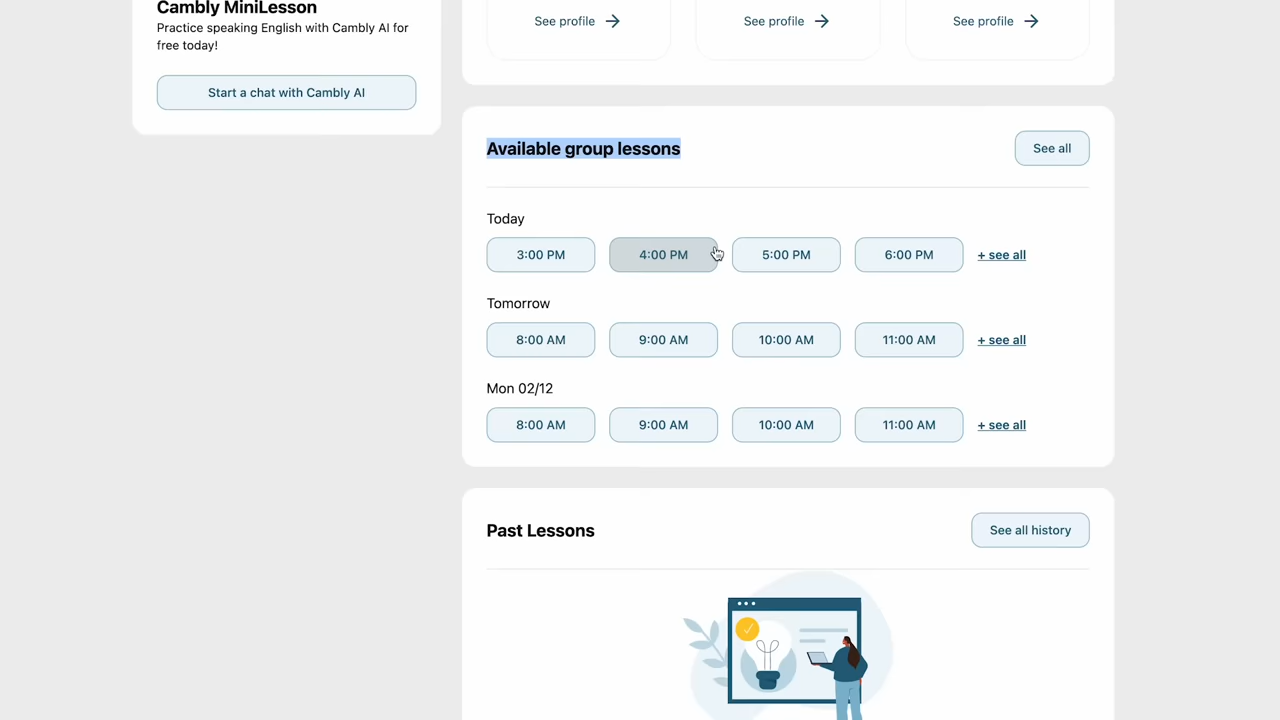 Cambly MiniLesson
Practice speaking English with Cambly AI for
free today!
Start a chat with Cambly AI
See profile
See profile
See profile
Available group lessons
See all
Today
3:00 PM
4:00 PM
5:00 PM
6:00 PM
+ see all
Tomorrow
8:00 AM
9:00 AM
10:00 AM
11:00 AM
+ see all
Mon 02/12
8:00 AM
9:00 AM
10:00 AM
11:00 AM
+ see all
Past Lessons
See all history